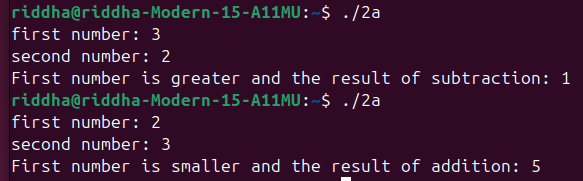 riddha@riddha-Modern-15-A11MU:~$ ./2a
first number: 3
second number: 2
First number is greater and the result of subtraction: 1
riddha@riddha-Modern-15-A11MU:~$ ./2a
first number: 2
second number: 3
First number is smaller and the result of addition: 5